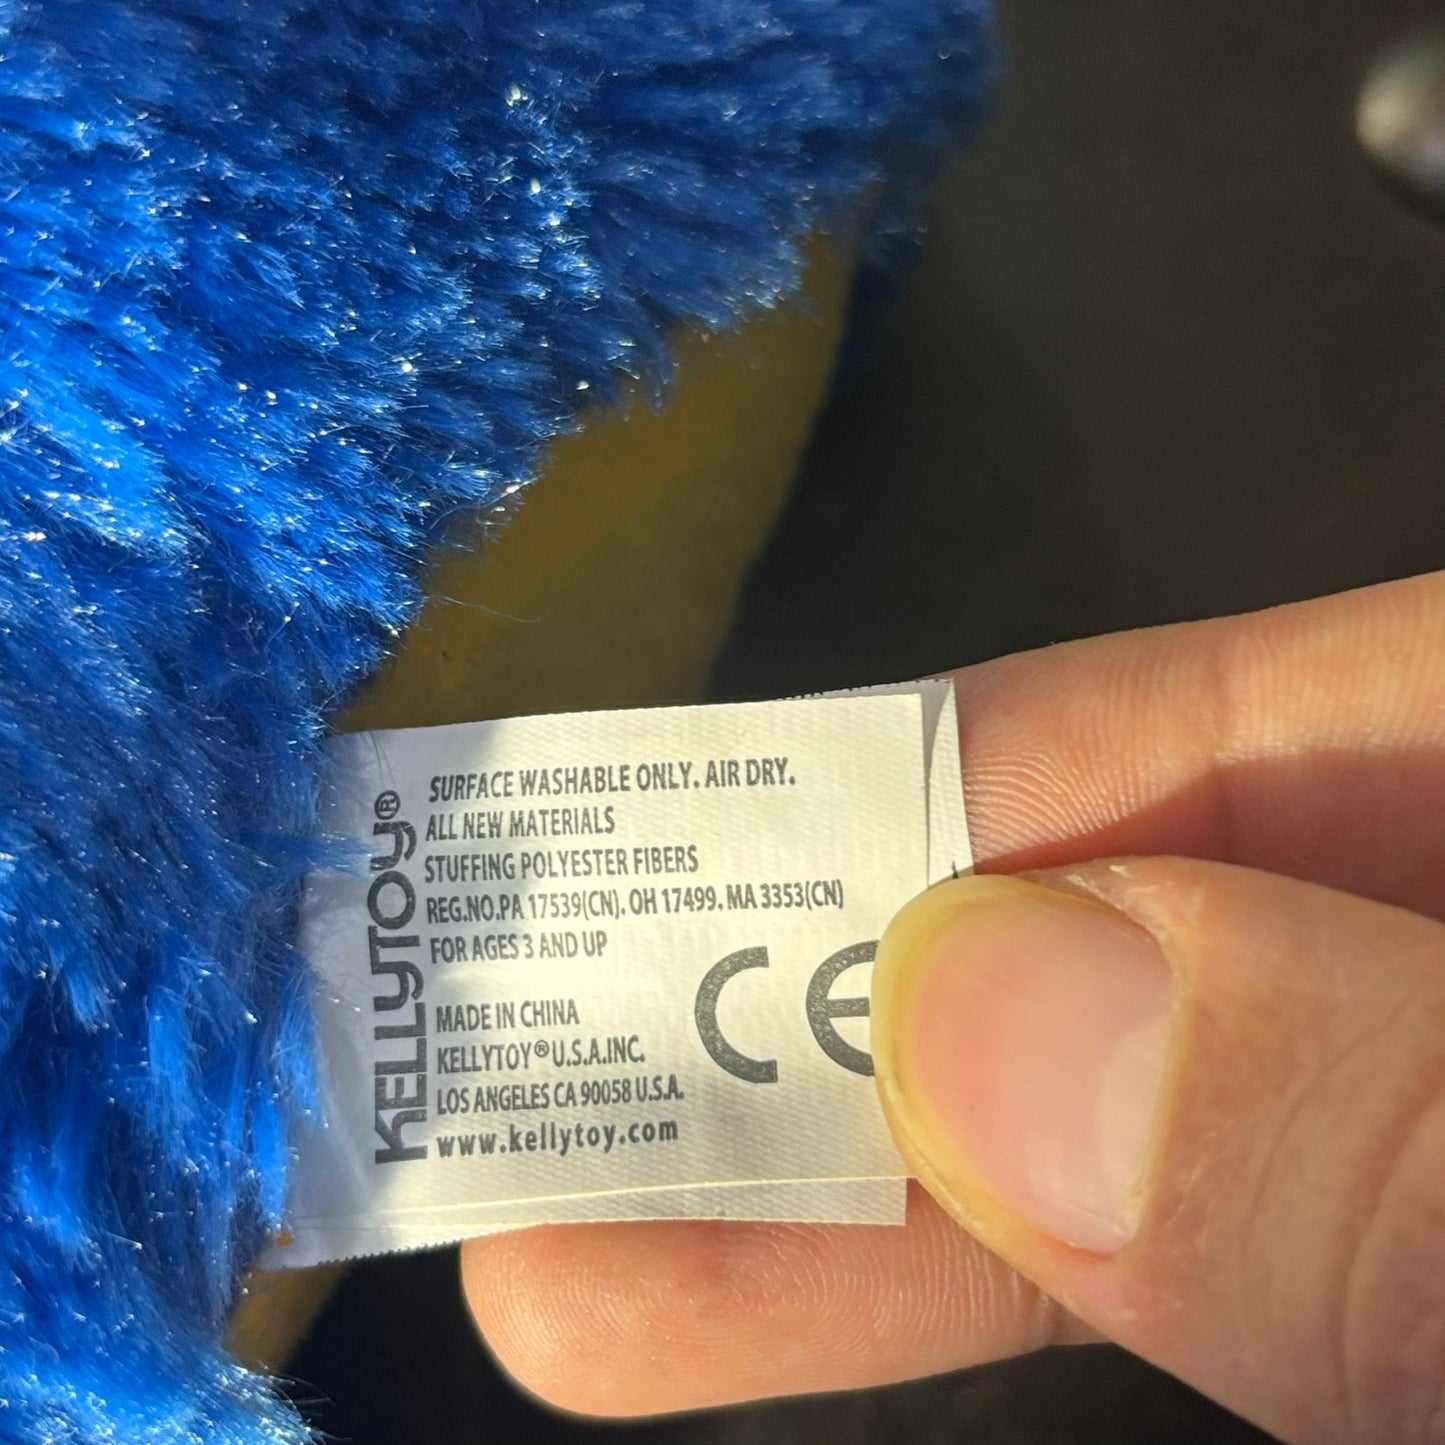 KELLYTOY®
SURFACE WASHABLE ONLY. AIR DRY.
ALL NEW MATERIALS
STUFFING POLYESTER FIBERS
REG.NO.PA 17539(CN). OH 17499. MA 3353(CN)
FOR AGES 3 AND UP
CE
MADE IN CHINA
KELLYTOY® U.S.A.INC.
LOS ANGELES CA 90058 U.S.A.
www.kellytoy.com